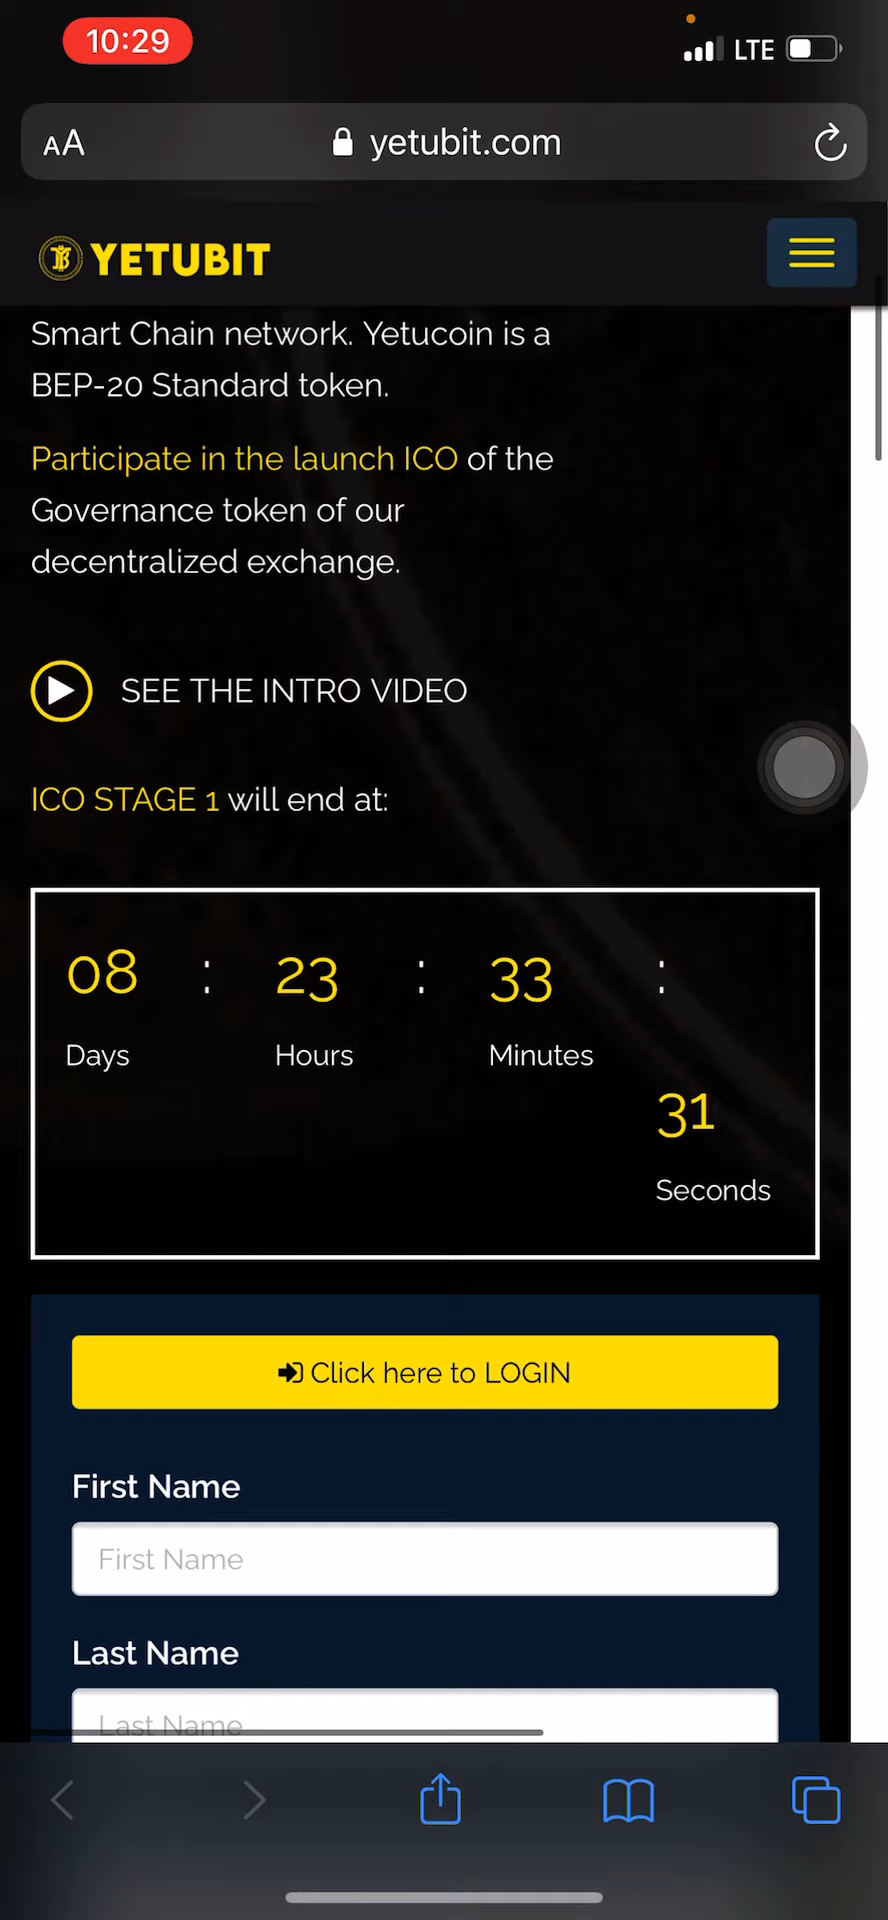 10:29
LTE
AA
yetubit.com
YETUBIT
Smart Chain network. Yetucoin is a
BEP-20 Standard token.
Participate in the launch ICO of the
Governance token of our
decentralized exchange.
SEE THE INTRO VIDEO
ICO STAGE 1 will end at:
08 : 23 : 33 :
Days Hours Minutes
31
Seconds
Click here to LOGIN
First Name
First Name
Last Name
Last Name